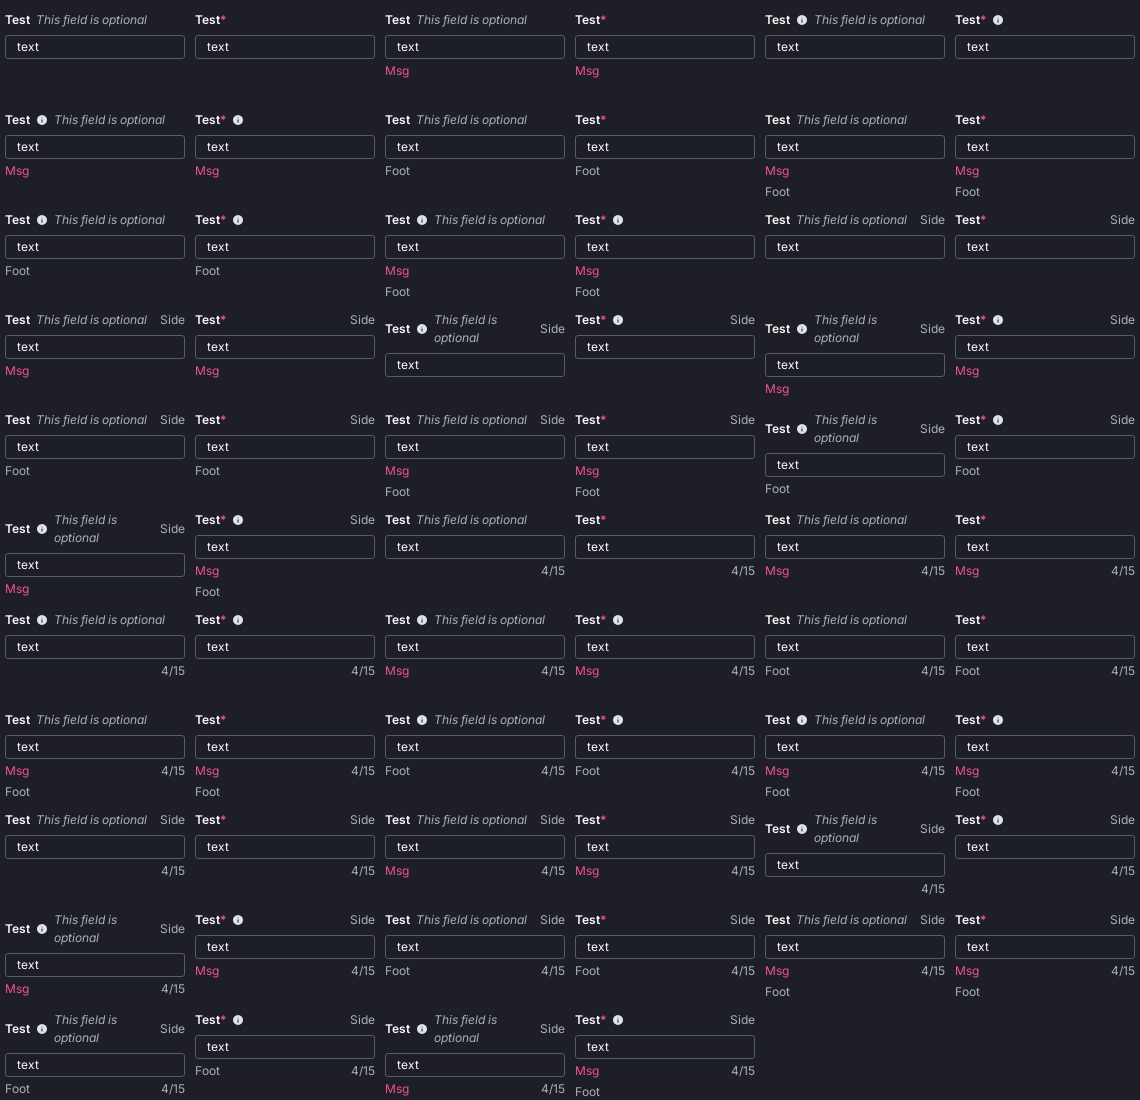 Test This field is optional Test* Test This field is optional Test* Test This field is optional Test*
text text text text text text
Msg Msg
Test This field is optional Test* Test This field is optional Test* Test This field is optional Test*
text text text text text text
Msg Msg Foot Foot Msg Msg
Foot Foot
Test This field is optional Test* Test This field is optional Test* Test This field is optional Side Test* Side
text text text text text text
Foot Foot Msg Msg
Foot Foot
Test This field is optional Side Test* Side Test This field is optional Side Test* Side Test This field is optional Side Test* Side
text text text text text text
Msg Msg Msg Msg
Test This field is optional Side Test* Side Test This field is optional Side Test* Side Test This field is optional Side Test* Side
text text text text text text
Foot Foot Msg Msg Foot Foot
Foot Foot
Test This field is optional Side Test* Side Test This field is optional Test* Test This field is optional Test*
text text text text text text
Msg Msg 4/15 4/15 Msg 4/15 Msg 4/15
Foot
Test This field is optional Test* Test This field is optional Test* Test This field is optional Test*
text text text text text text
4/15 4/15 Msg 4/15 Msg 4/15 Foot 4/15 Foot 4/15
Test This field is optional Test* Test This field is optional Test* Test This field is optional Test*
text text text text text text
Msg 4/15 Msg 4/15 Foot 4/15 Foot 4/15 Msg 4/15 Msg 4/15
Foot Foot Foot Foot
Test This field is optional Side Test* Side Test This field is optional Side Test* Side Test This field is optional Side Test* Side
text text text text text text
4/15 4/15 Msg 4/15 Msg 4/15 4/15 4/15
Test This field is optional Side Test* Side Test This field is optional Side Test* Side Test This field is optional Side Test* Side
text text text text text text
Msg 4/15 Msg 4/15 Foot 4/15 Foot 4/15 Msg 4/15 Msg 4/15
Foot Foot
Test This field is optional Side Test* Side Test This field is optional Side Test* Side
text text text text
Foot 4/15 Foot 4/15 Msg 4/15 Msg 4/15
Foot